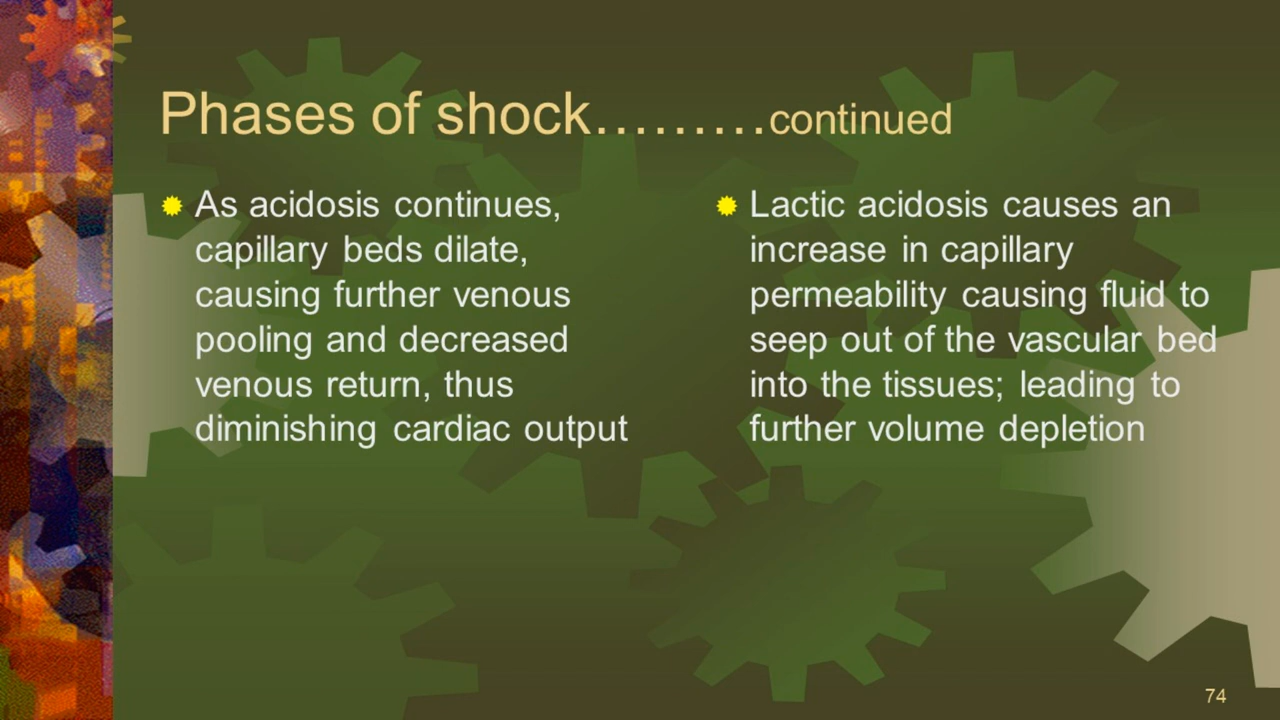 Phases of shock………continued
As acidosis continues,
capillary beds dilate,
causing further venous
pooling and decreased
venous return, thus
diminishing cardiac output
Lactic acidosis causes an
increase in capillary
permeability causing fluid to
seep out of the vascular bed
into the tissues; leading to
further volume depletion
74